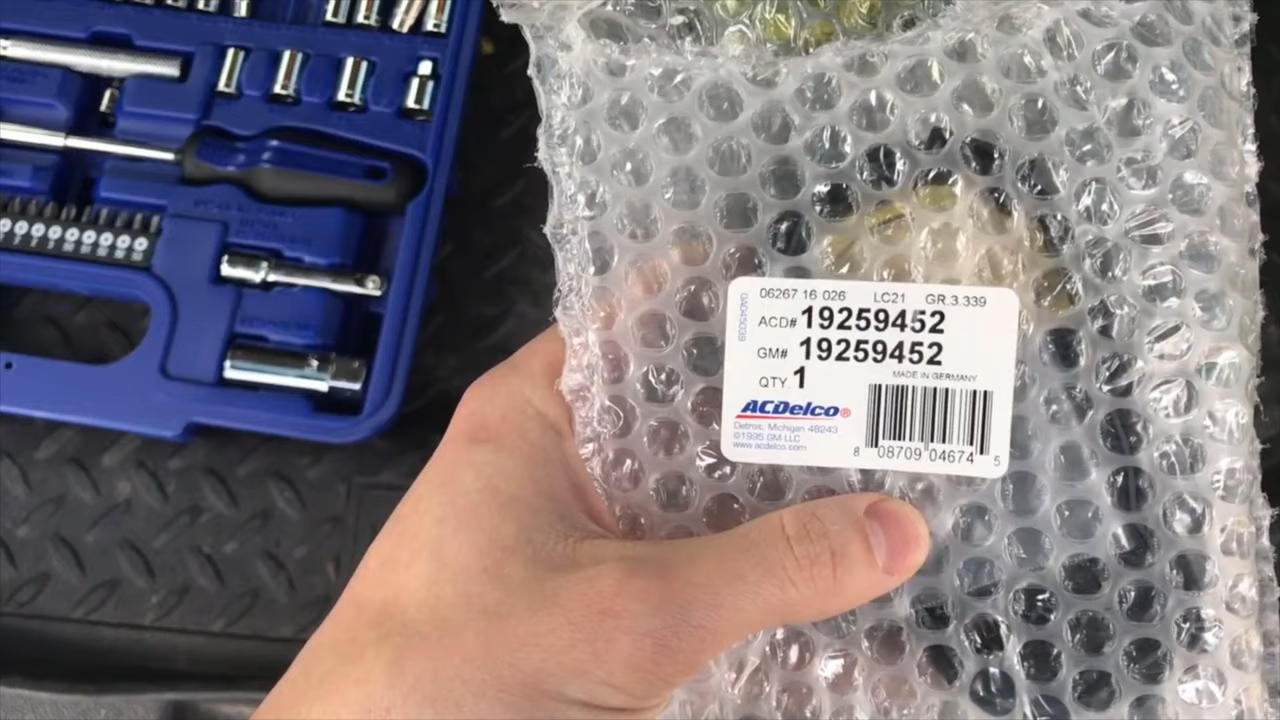 06267 16 026 LC21 GR.3.339
ACD# 19259452
GM# 19259452
QTY. 1
MADE IN GERMANY
ACDelco®
Detroit, Michigan 48243
©1995 GM LLC
www.acdelco.com
8 08709 04674 5